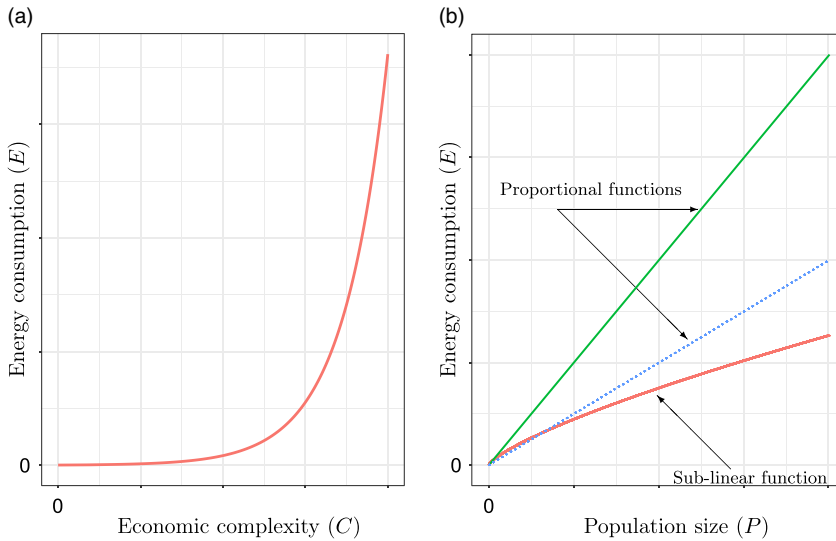 (a)
Energy consumption (E)
0
0
Economic complexity (C)
(b)
Energy consumption (E)
Proportional functions
Sub-linear function
0
0
Population size (P)